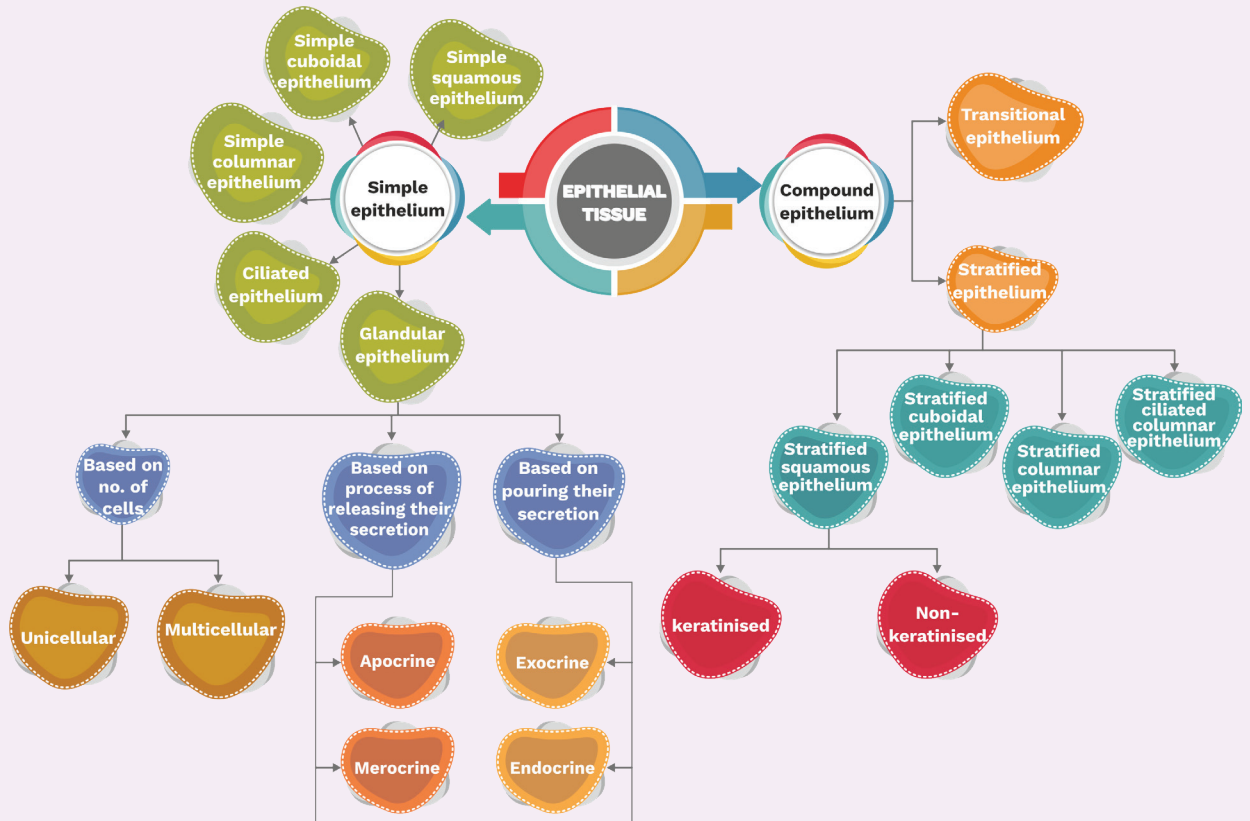 Simple
cuboidal
epithelium
Simple
squamous
epithelium
Simple
columnar
epithelium
Simple
epithelium
Ciliated
epithelium
Glandular
epithelium
EPITHELIAL
TISSUE
Compound
epithelium
Transitional
epithelium
Stratified
epithelium
Stratified
squamous
epithelium
Stratified
cuboidal
epithelium
Stratified
columnar
epithelium
Stratified
ciliated
columnar
epithelium
Based on
no. of
cells
Based on
process of
releasing their
secretion
Based on
pouring their
secretion
Unicellular
Multicellular
Apocrine
Merocrine
Exocrine
Endocrine
keratinised
Non-
keratinised